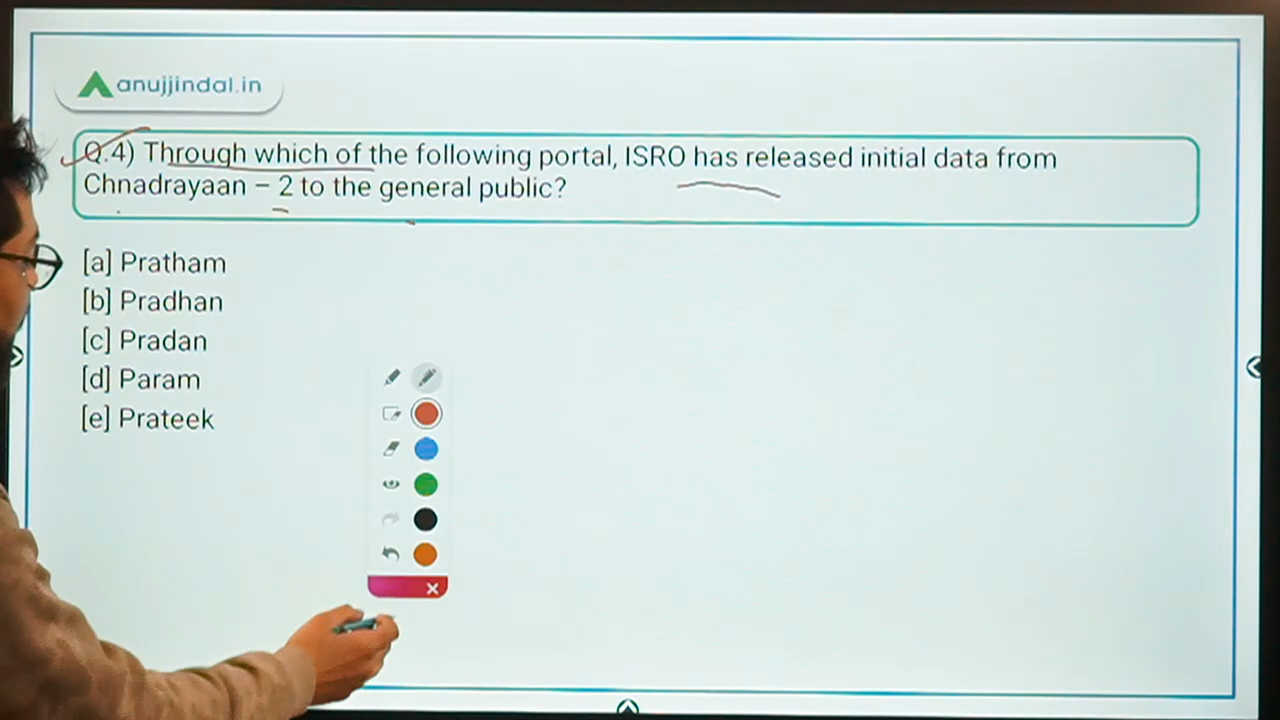 anujjindal.in
Q.4) Through which of the following portal, ISRO has released initial data from
Chnadrayaan – 2 to the general public?
[a] Pratham
[b] Pradhan
[c] Pradan
[d] Param
[e] Prateek